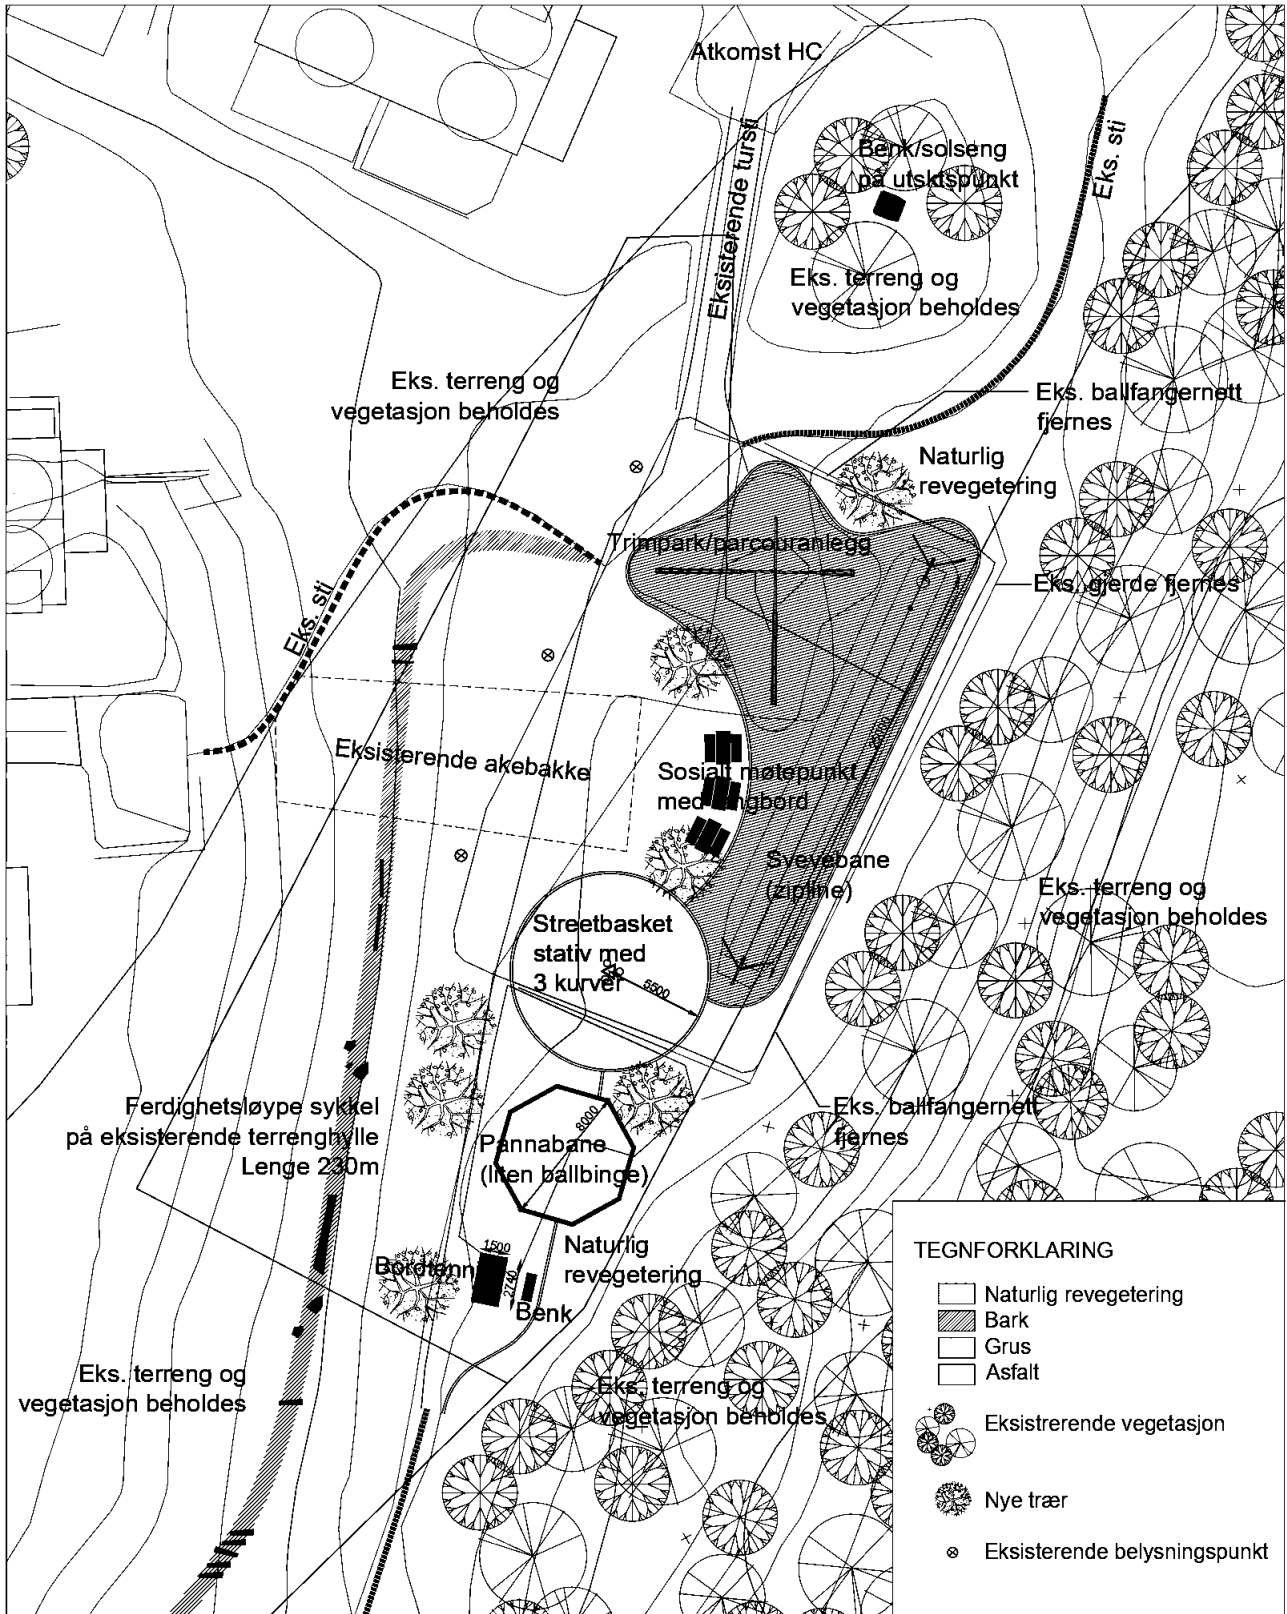 Atkomst HC
Eksisterende tursti
Benk/solseng
på utsktspunkt
Eks. sti
Eks. terreng og
vegetasjon beholdes
Eks. terreng og
vegetasjon beholdes
Eks. ballfangernett
fjernes
Naturlig
revegetering
Trimpark/parcouranlegg
Eks. gjerde fjernes
Eks. sti
Eksisterende akebakke
Sosialt møtepunkt
med langbord
Svevebane
(zipline)
Eks. terreng og
vegetasjon beholdes
Streetbasket
stativ med
3 kurver
5500
Ferdighetsløype sykkel
på eksisterende terrenghylle
Lenge 230m
Eks. ballfangernett
fjernes
8000
Pannabane
(liten ballbinge)
Naturlig
revegetering
1500
Bordtenn
2740
Benk
Eks. terreng og
vegetasjon beholdes
Eks. terreng og
vegetasjon beholdes
TEGNFORKLARING
Naturlig revegetering
Bark
Grus
Asfalt
Eksistrerende vegetasjon
Nye trær
Eksisterende belysningspunkt